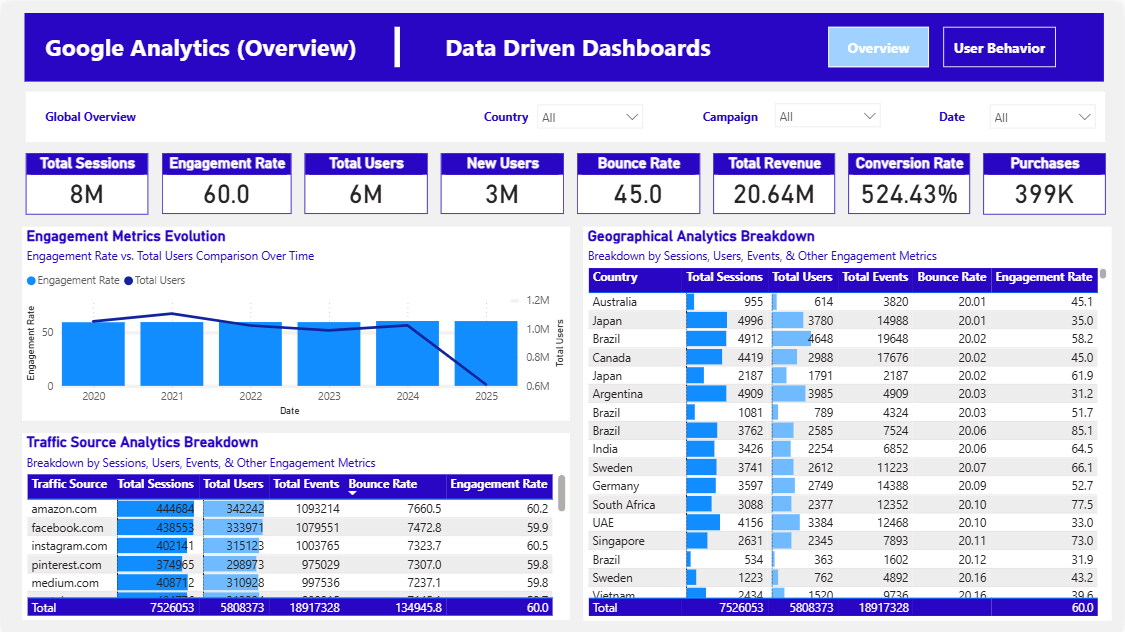 Google Analytics (Overview)
Data Driven Dashboards
Overview
User Behavior
Global Overview
Country All
Campaign All
Date All
Total Sessions
8M
Engagement Rate
60.0
Total Users
6M
New Users
3M
Bounce Rate
45.0
Total Revenue
20.64M
Conversion Rate
524.43%
Purchases
399K
Engagement Metrics Evolution
Engagement Rate vs. Total Users Comparison Over Time
Engagement Rate Total Users
Engagement Rate
50
0
1.2M
1.0M
0.8M
0.6M
Total Users
2020 2021 2022 2023 2024 2025
Date
Traffic Source Analytics Breakdown
Breakdown by Sessions, Users, Events, & Other Engagement Metrics
Traffic Source Total Sessions Total Users Total Events Bounce Rate Engagement Rate
amazon.com 444684 342242 1093214 7660.5 60.2
facebook.com 438553 333971 1079551 7472.8 59.9
instagram.com 402141 315123 1003765 7323.7 60.5
pinterest.com 374965 298973 975029 7307.0 59.8
medium.com 408712 310928 997536 7237.1 59.8
Total 7526053 5808373 18917328 134945.8 60.0
Geographical Analytics Breakdown
Breakdown by Sessions, Users, Events, & Other Engagement Metrics
Country Total Sessions Total Users Total Events Bounce Rate Engagement Rate
Australia 955 614 3820 20.01 45.1
Japan 4996 3780 14988 20.01 35.0
Brazil 4912 4648 19648 20.02 58.2
Canada 4419 2988 17676 20.02 45.0
Japan 2187 1791 2187 20.02 61.9
Argentina 4909 3985 4909 20.03 31.2
Brazil 1081 789 4324 20.03 51.7
Brazil 3762 2585 7524 20.06 85.1
India 3426 2254 6852 20.06 64.5
Sweden 3741 2612 11223 20.07 66.1
Germany 3597 2749 14388 20.09 52.7
South Africa 3088 2377 12352 20.10 77.5
UAE 4156 3384 12468 20.10 33.0
Singapore 2631 2345 7893 20.11 73.0
Brazil 534 363 1602 20.12 31.9
Sweden 1223 762 4892 20.16 43.2
Vietnam 2434 1520 9736 20.16 39.6
Total 7526053 5808373 18917328 60.0